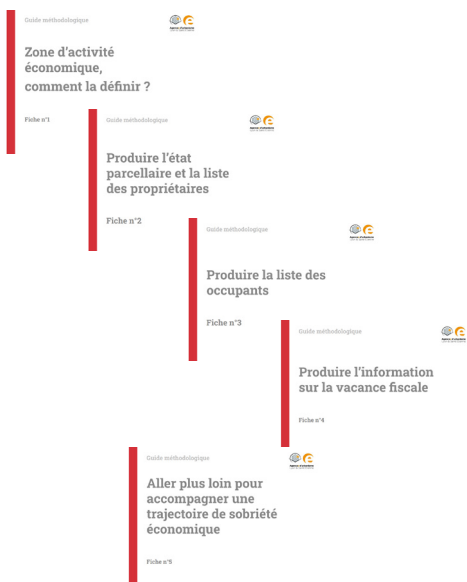 Guide méthodologique
Zone d'activité
économique,
comment la définir ?
Fiche n°1
Guide méthodologique
Produire l'état
parcellaire et la liste
des propriétaires
Fiche n°2
Guide méthodologique
Produire la liste des
occupants
Fiche n°3
Guide méthodologique
Produire l'information
sur la vacance fiscale
Fiche n°4
Guide méthodologique
Aller plus loin pour
accompagner une
trajectoire de sobriété
économique
Fiche n°5